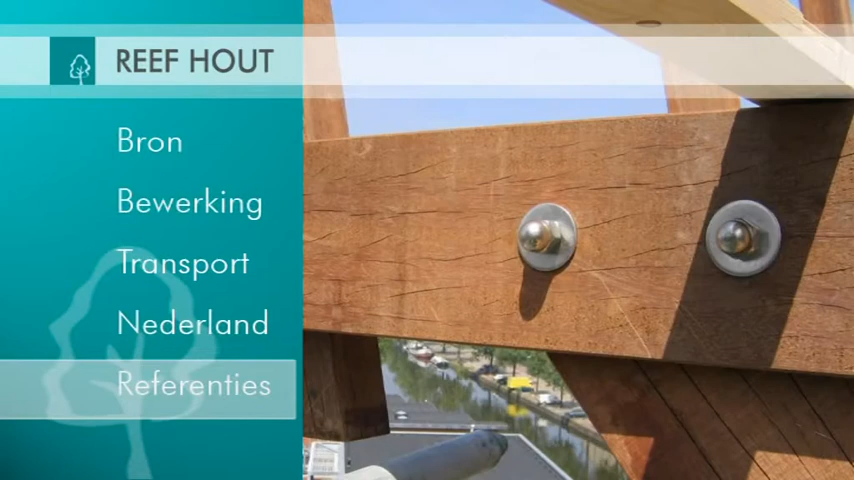 REEF HOUT
Bron
Bewerking
Transport
Nederland
Referenties